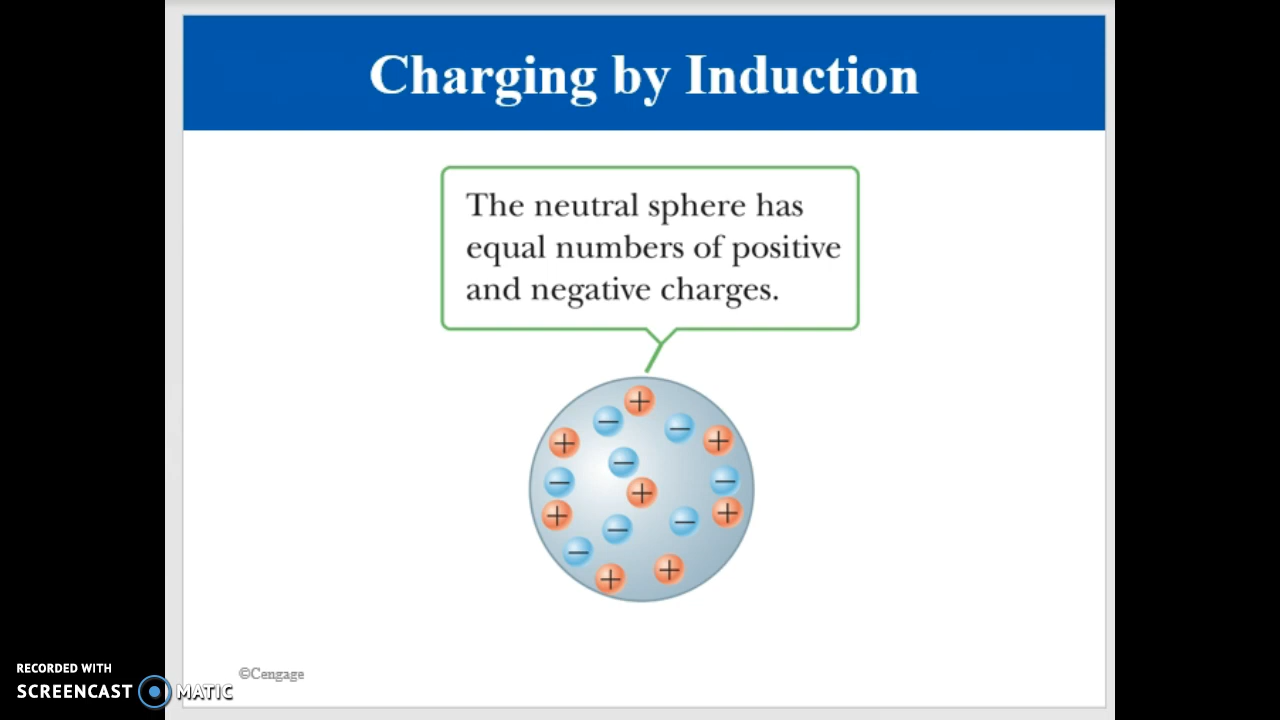 Charging by Induction
The neutral sphere has
equal numbers of positive
and negative charges.
+
− −
+ +
−
− −
+
+ +
− −
−
+
+
©Cengage
RECORDED WITH
SCREENCAST MATIC